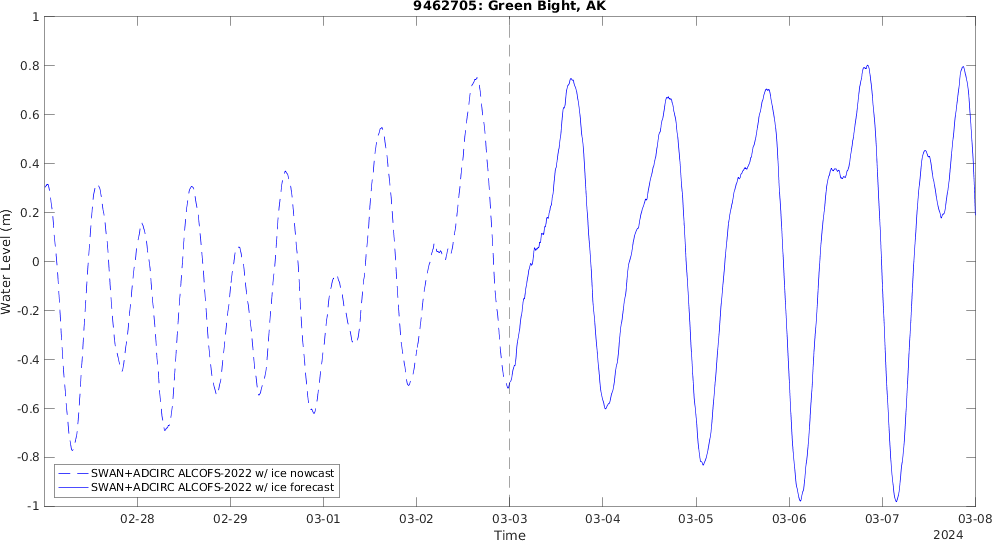 9462705: Green Bight, AK
1
0.8
0.6
0.4
0.2
0
-0.2
-0.4
-0.6
-0.8
-1
Water Level (m)
SWAN+ADCIRC ALCOFS-2022 w/ ice nowcast
SWAN+ADCIRC ALCOFS-2022 w/ ice forecast
02-28 02-29 03-01 03-02 03-03 03-04 03-05 03-06 03-07 03-08
Time
2024